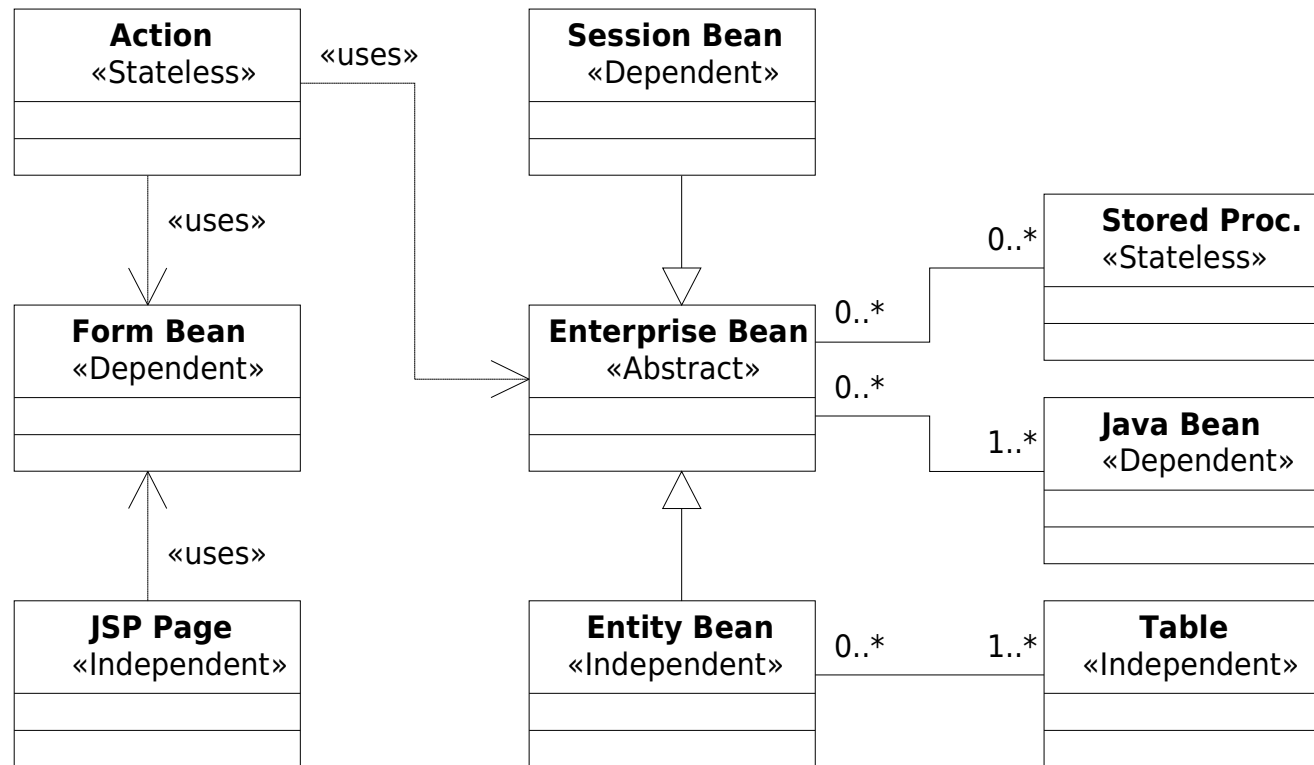 Action
«Stateless»
«uses»
Session Bean
«Dependent»
«uses»
Stored Proc.
«Stateless»
0..*
0..*
Form Bean
«Dependent»
Enterprise Bean
«Abstract»
0..*
1..*
Java Bean
«Dependent»
«uses»
JSP Page
«Independent»
Entity Bean
«Independent»
0..*
1..*
Table
«Independent»